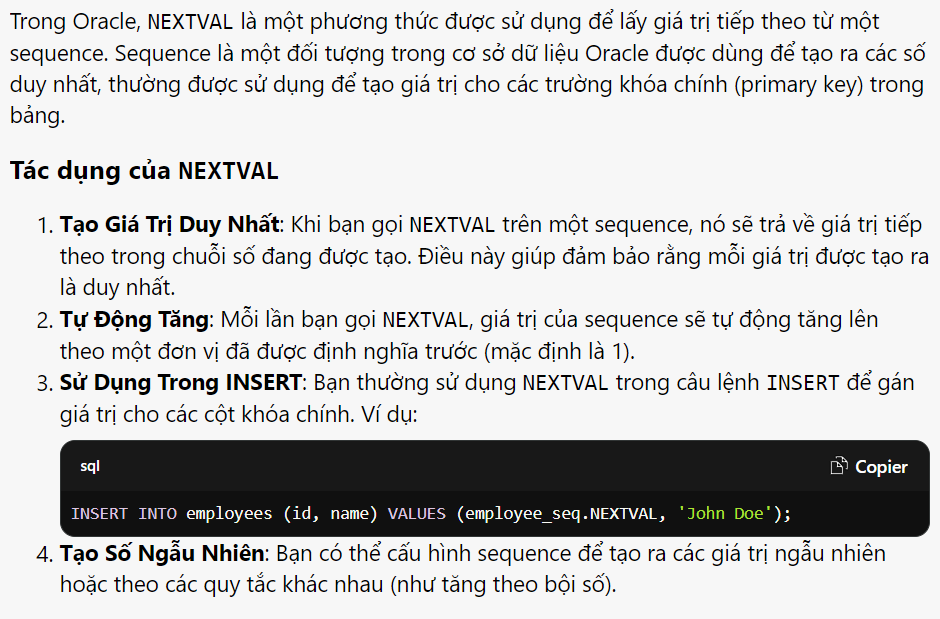 Trong Oracle, NEXTVAL là một phương thức được sử dụng để lấy giá trị tiếp theo từ một
sequence. Sequence là một đối tượng trong cơ sở dữ liệu Oracle được dùng để tạo ra các số
duy nhất, thường được sử dụng để tạo giá trị cho các trường khóa chính (primary key) trong
bảng.
Tác dụng của NEXTVAL
1. Tạo Giá Trị Duy Nhất: Khi bạn gọi NEXTVAL trên một sequence, nó sẽ trả về giá trị tiếp
theo trong chuỗi số đang được tạo. Điều này giúp đảm bảo rằng mỗi giá trị được tạo ra
là duy nhất.
2. Tự Động Tăng: Mỗi lần bạn gọi NEXTVAL, giá trị của sequence sẽ tự động tăng lên
theo một đơn vị đã được định nghĩa trước (mặc định là 1).
3. Sử Dụng Trong INSERT: Bạn thường sử dụng NEXTVAL trong câu lệnh INSERT để gán
giá trị cho các cột khóa chính. Ví dụ:
sql Copier
INSERT INTO employees (id, name) VALUES (employee_seq.NEXTVAL, 'John Doe');
4. Tạo Số Ngẫu Nhiên: Bạn có thể cấu hình sequence để tạo ra các giá trị ngẫu nhiên
hoặc theo các quy tắc khác nhau (như tăng theo bội số).